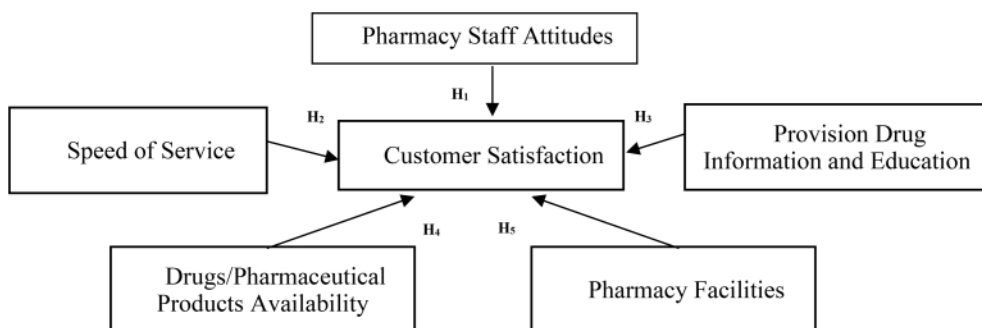 Pharmacy Staff Attitudes
H₁
H₂
H₃
Speed of Service
Customer Satisfaction
Provision Drug
Information and Education
H₄
H₅
Drugs/Pharmaceutical
Products Availability
Pharmacy Facilities